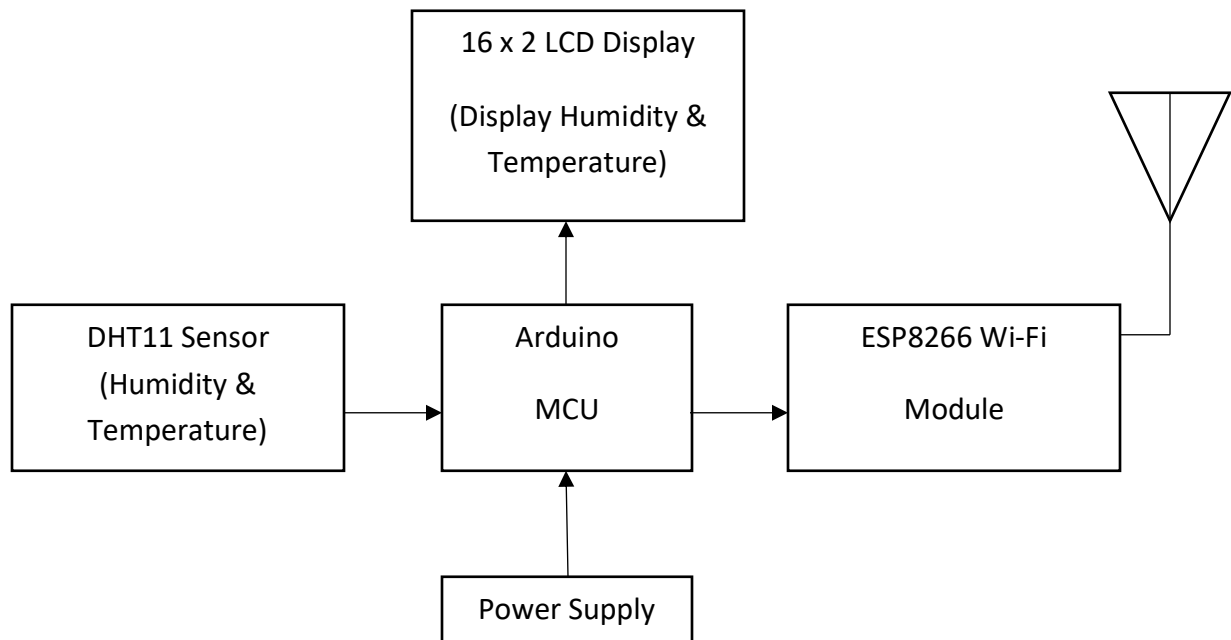 16 x 2 LCD Display
(Display Humidity &
Temperature)
DHT11 Sensor
(Humidity &
Temperature)
Arduino
MCU
ESP8266 Wi-Fi
Module
Power Supply